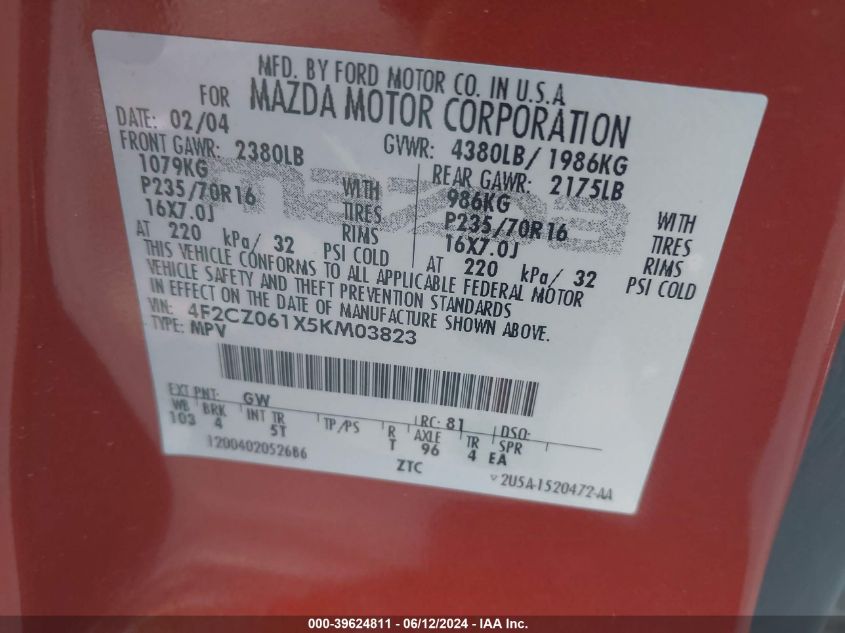 MFD. BY FORD MOTOR CO. IN U.S.A
FOR MAZDA MOTOR CORPORATION
DATE: 02/04 GVWR: 4380LB/ 1986KG
FRONT GAWR: 2380LB REAR GAWR: 2175LB
1079KG WITH 986KG WITH
P235/70R16 TIRES P235/70R16 TIRES
16X7.0J RIMS 16X7.0J RIMS
AT 220 kPa/ 32 PSI COLD AT 220 kPa/ 32 PSI COLD
mazda
THIS VEHICLE CONFORMS TO ALL APPLICABLE FEDERAL MOTOR
VEHICLE SAFETY AND THEFT PREVENTION STANDARDS
IN EFFECT ON THE DATE OF MANUFACTURE SHOWN ABOVE.
VIN: 4F2CZ061X5KM03823
TYPE: MPV
EXT PNT: GW RC: 81 DSO:
WB BRK INT TR TP/PS R AXLE TR SPR
103 4 5T T 96 4 EA
12004020526B6 ZTC v 2U5A-1520472-AA
000-39624811 - 06/12/2024 - IAA Inc.